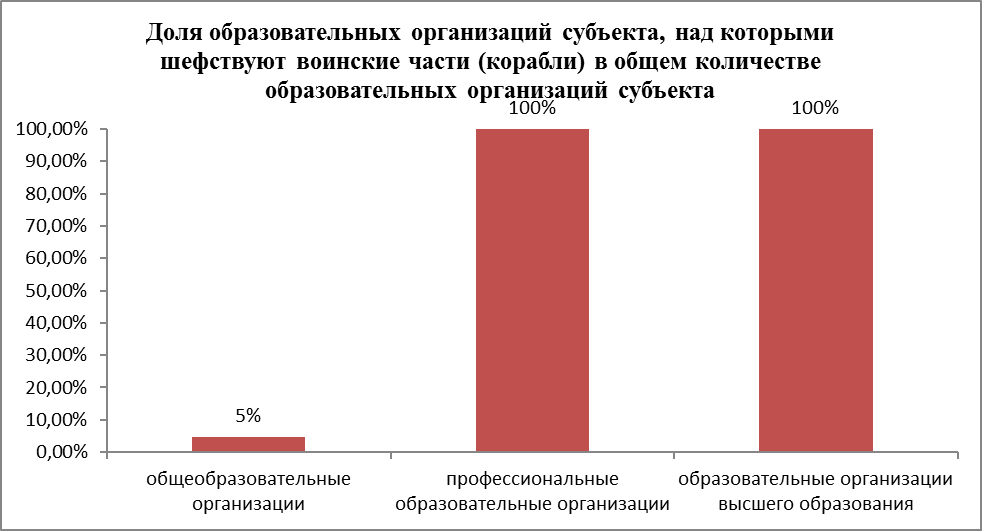 Доля образовательных организаций субъекта, над которыми
шефствуют воинские части (корабли) в общем количестве
образовательных организаций субъекта
100%
100%
100,00%
90,00%
80,00%
70,00%
60,00%
50,00%
40,00%
30,00%
20,00%
10,00%
0,00%
5%
общеобразовательные
организации
профессиональные
образовательные организации
образовательные организации
высшего образования